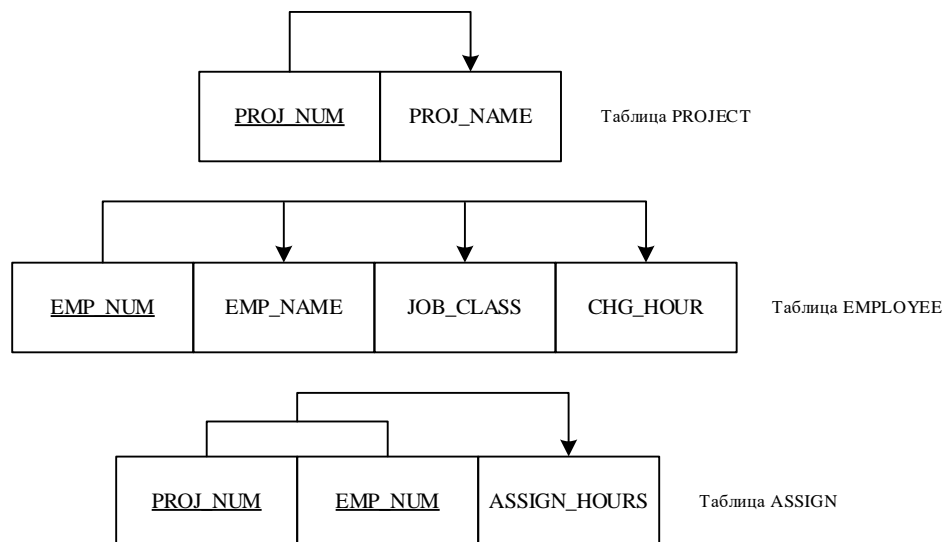 PROJ_NUM PROJ_NAME Таблица PROJECT
EMP_NUM EMP_NAME JOB_CLASS CHG_HOUR Таблица EMPLOYEE
PROJ_NUM EMP_NUM ASSIGN_HOURS Таблица ASSIGN